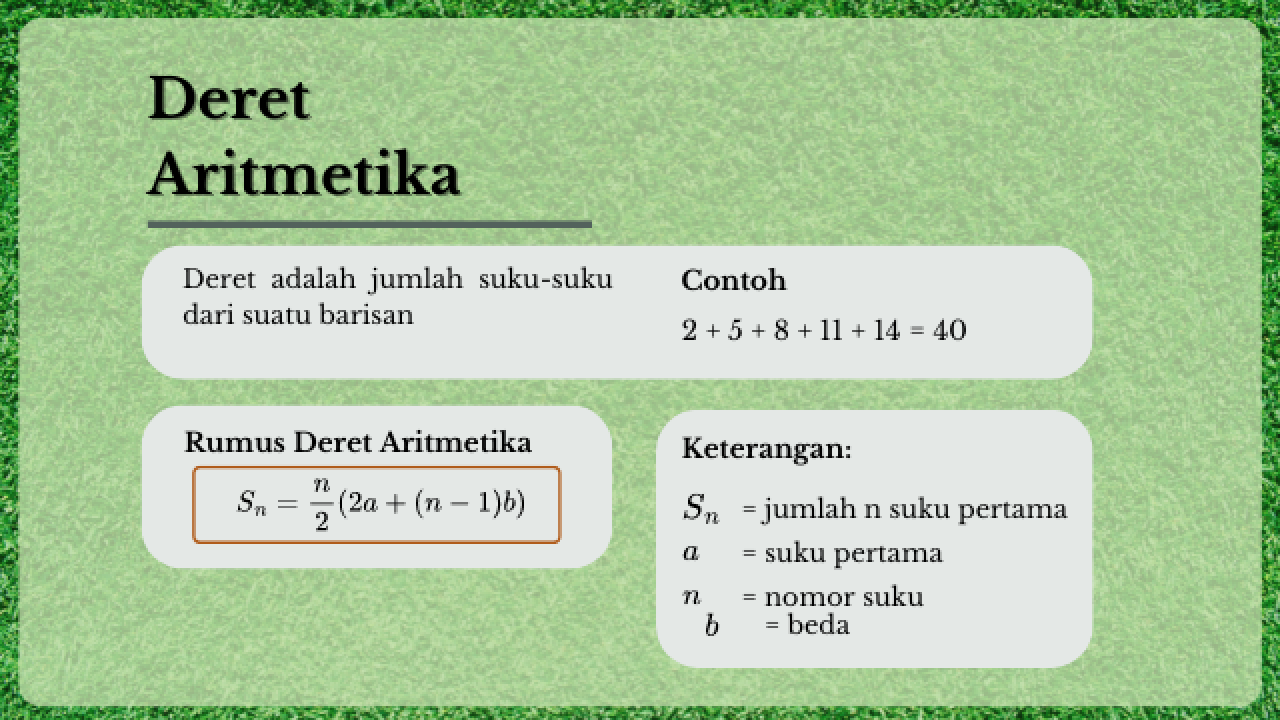 Deret
Aritmetika
Deret adalah jumlah suku-suku
dari suatu barisan
Contoh
2 + 5 + 8 + 11 + 14 = 40
Rumus Deret Aritmetika
$S_n = \frac{n}{2}(2a + (n - 1)b)$
Keterangan:
$S_n$ = jumlah n suku pertama
$a$ = suku pertama
$n$ = nomor suku
$b$ = beda